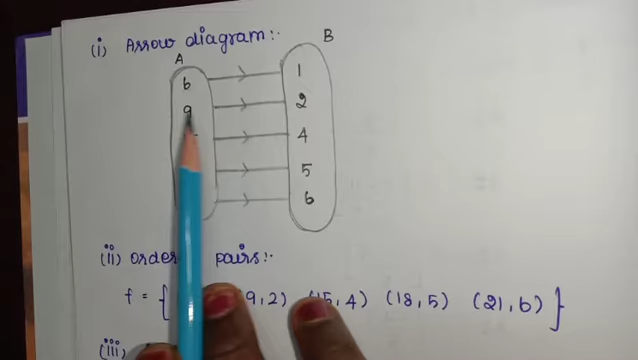 (i) Arrow diagram:-
A B
6 1
9 2
4
5
6
(ii) pairs:-
f = { 9, 2) (15, 4) (18, 5) (21, 6) }
(iii)